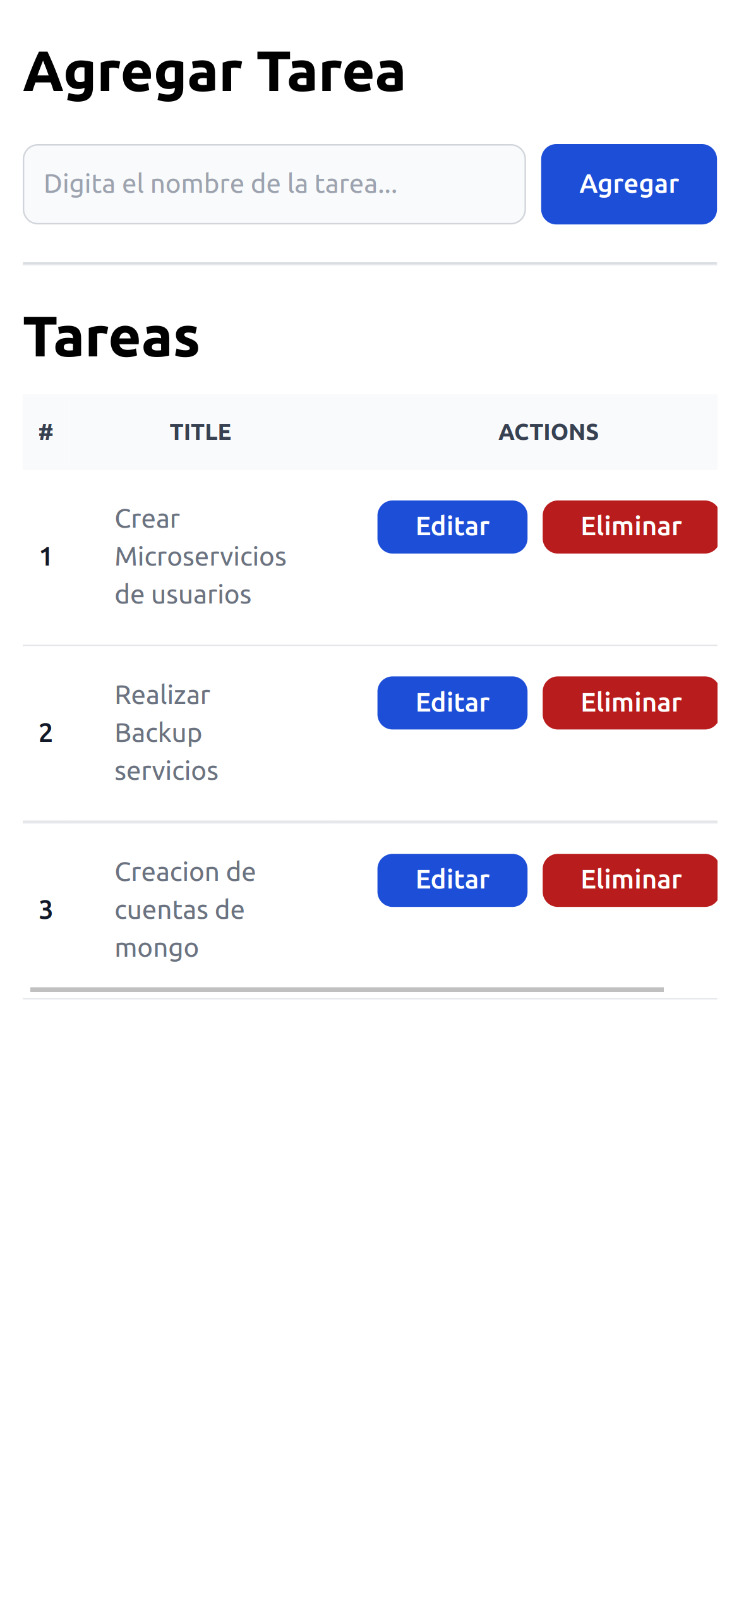 Agregar Tarea
Digita el nombre de la tarea...
Agregar
Tareas
# TITLE ACTIONS
1 Crear Microservicios de usuarios Editar Eliminar
2 Realizar Backup servicios Editar Eliminar
3 Creacion de cuentas de mongo Editar Eliminar